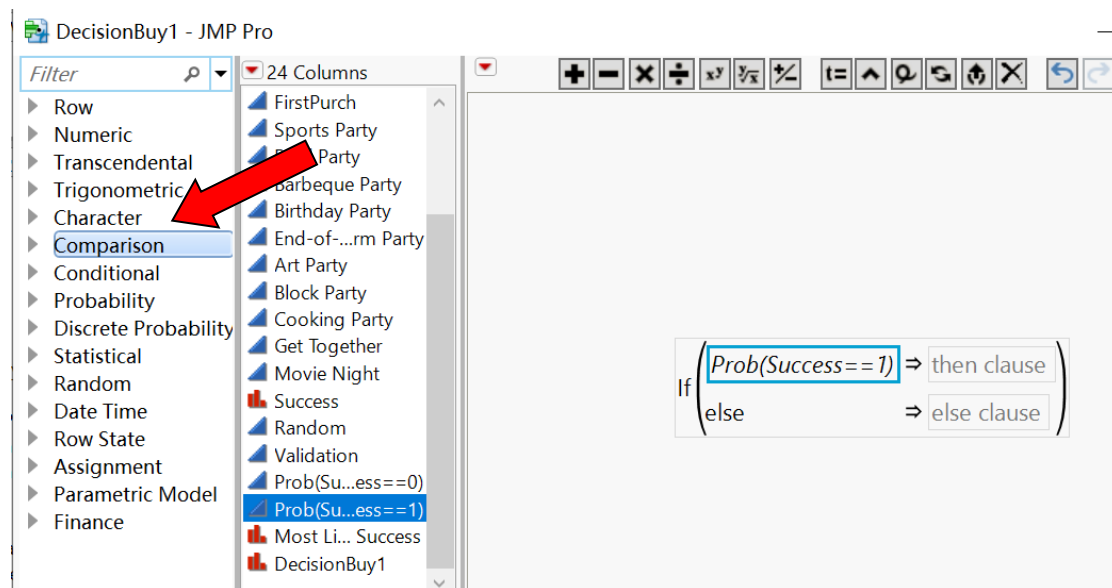 DecisionBuy1 - JMP Pro
Filter
Row
Numeric
Transcendental
Trigonometric
Character
Comparison
Conditional
Probability
Discrete Probability
Statistical
Random
Date Time
Row State
Assignment
Parametric Model
Finance
24 Columns
FirstPurch
Sports Party
Party
Barbeque Party
Birthday Party
End-of-...rm Party
Art Party
Block Party
Cooking Party
Get Together
Movie Night
Success
Random
Validation
Prob(Su...ess==0)
Prob(Su...ess==1)
Most Li... Success
DecisionBuy1
t=
If
Prob(Success==1) ⇒ then clause
else ⇒ else clause